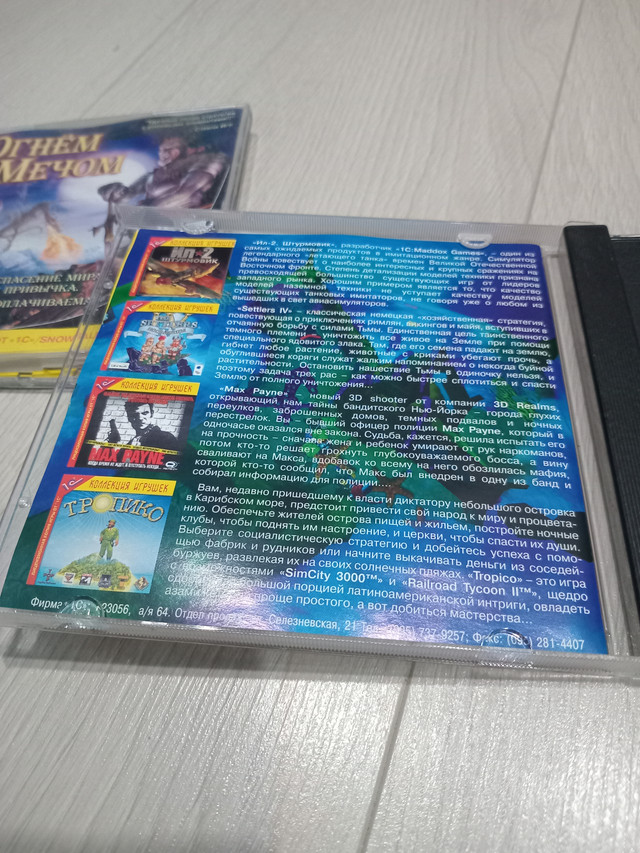 ОГНЁМ
МЕЧОМ
СПАСЕНИЕ МИРА
ПРИВЫЧКА.
1С
КОЛЛЕКЦИЯ ИГРУШЕК
ИЛ-2
ШТУРМОВИК
КОЛЛЕКЦИЯ ИГРУШЕК
SETTLERS
КОЛЛЕКЦИЯ ИГРУШЕК
MAX PAYNE
КОЛЛЕКЦИЯ ИГРУШЕК
ТРОПИКО
«Ил-2. Штурмовик», разработчик «1C:Maddox Games», – один из
самых ожидаемых продуктов в имитационном жанре. Симулятор
легендарного «летающего танка» времен Великой Отечественной
Войны повествует о наиболее интересных и крупных сражениях на
Восточном фронте. Степень детализации моделей техники признана
превосходящей большинство существующих игр от лидеров
западного рынка. Хорошим примером является то, что качество
моделей наземной техники не уступает качеству моделей
существующих танковых имитаторов, не говоря уже о любом из
вышедших в свет авиасимуляторов.
«Settlers IV» – классическая немецкая «хозяйственная» стратегия,
повествующая о приключениях римлян, викингов и майя, вступивших в
отчаянную борьбу с силами Тьмы. Единственная цель таинственного
темного племени – уничтожить все живое на Земле при помощи
специального ядовитого злака. Там, где его семена падают на землю,
гибнет любое растение, животные с криками убегают прочь, а
обуглившиеся коряги служат жалким напоминанием о некогда буйной
растительности. Остановить нашествие Тьмы в одиночку нельзя, и
поэтому задача трех рас – как можно быстрее сплотиться и спасти
Землю от полного уничтожения...
«Max Payne» – новый 3D shooter от компании 3D Realms,
открывающий нам тайны бандитского Нью-Йорка – города глухих
переулков, заброшенных домов, темных подвалов и ночных
перестрелок. Вы – бывший офицер полиции Max Payne, который в
одночасье оказался вне закона. Судьба, кажется, решила испытать его
на прочность – сначала жена и ребенок умирают от рук наркоманов,
потом кто-то решает грохнуть глубокоуважаемого босса, а вину
сваливают на Макса, вдобавок ко всему на него обозлилась мафия,
которой кто-то сообщил, что Макс был внедрен в одну из банд и
собирал информацию для полиции....
Вам, недавно пришедшему к власти диктатору небольшого островка
в Карибском море, предстоит привести свой народ к миру и процвета-
нию. Обеспечьте жителей острова пищей и жильем, постройте ночные
клубы, чтобы поднять им настроение, и церкви, чтобы спасти их души.
Выберите социалистическую стратегию и добейтесь успеха с помо-
щью фабрик и рудников или начните выкачивать деньги из соседей-
буржуев, развлекая их на своих солнечных пляжах. «Tropico» – это игра
с возможностями «SimCity 3000™» и «Railroad Tycoon II™», щедро
большой порцией латиноамериканской интриги, овладеть
азами проще простого, а вот добиться мастерства...
Фирма 123056, а/я 64. Отдел Селезневская, 21 737-9257; 281-4407